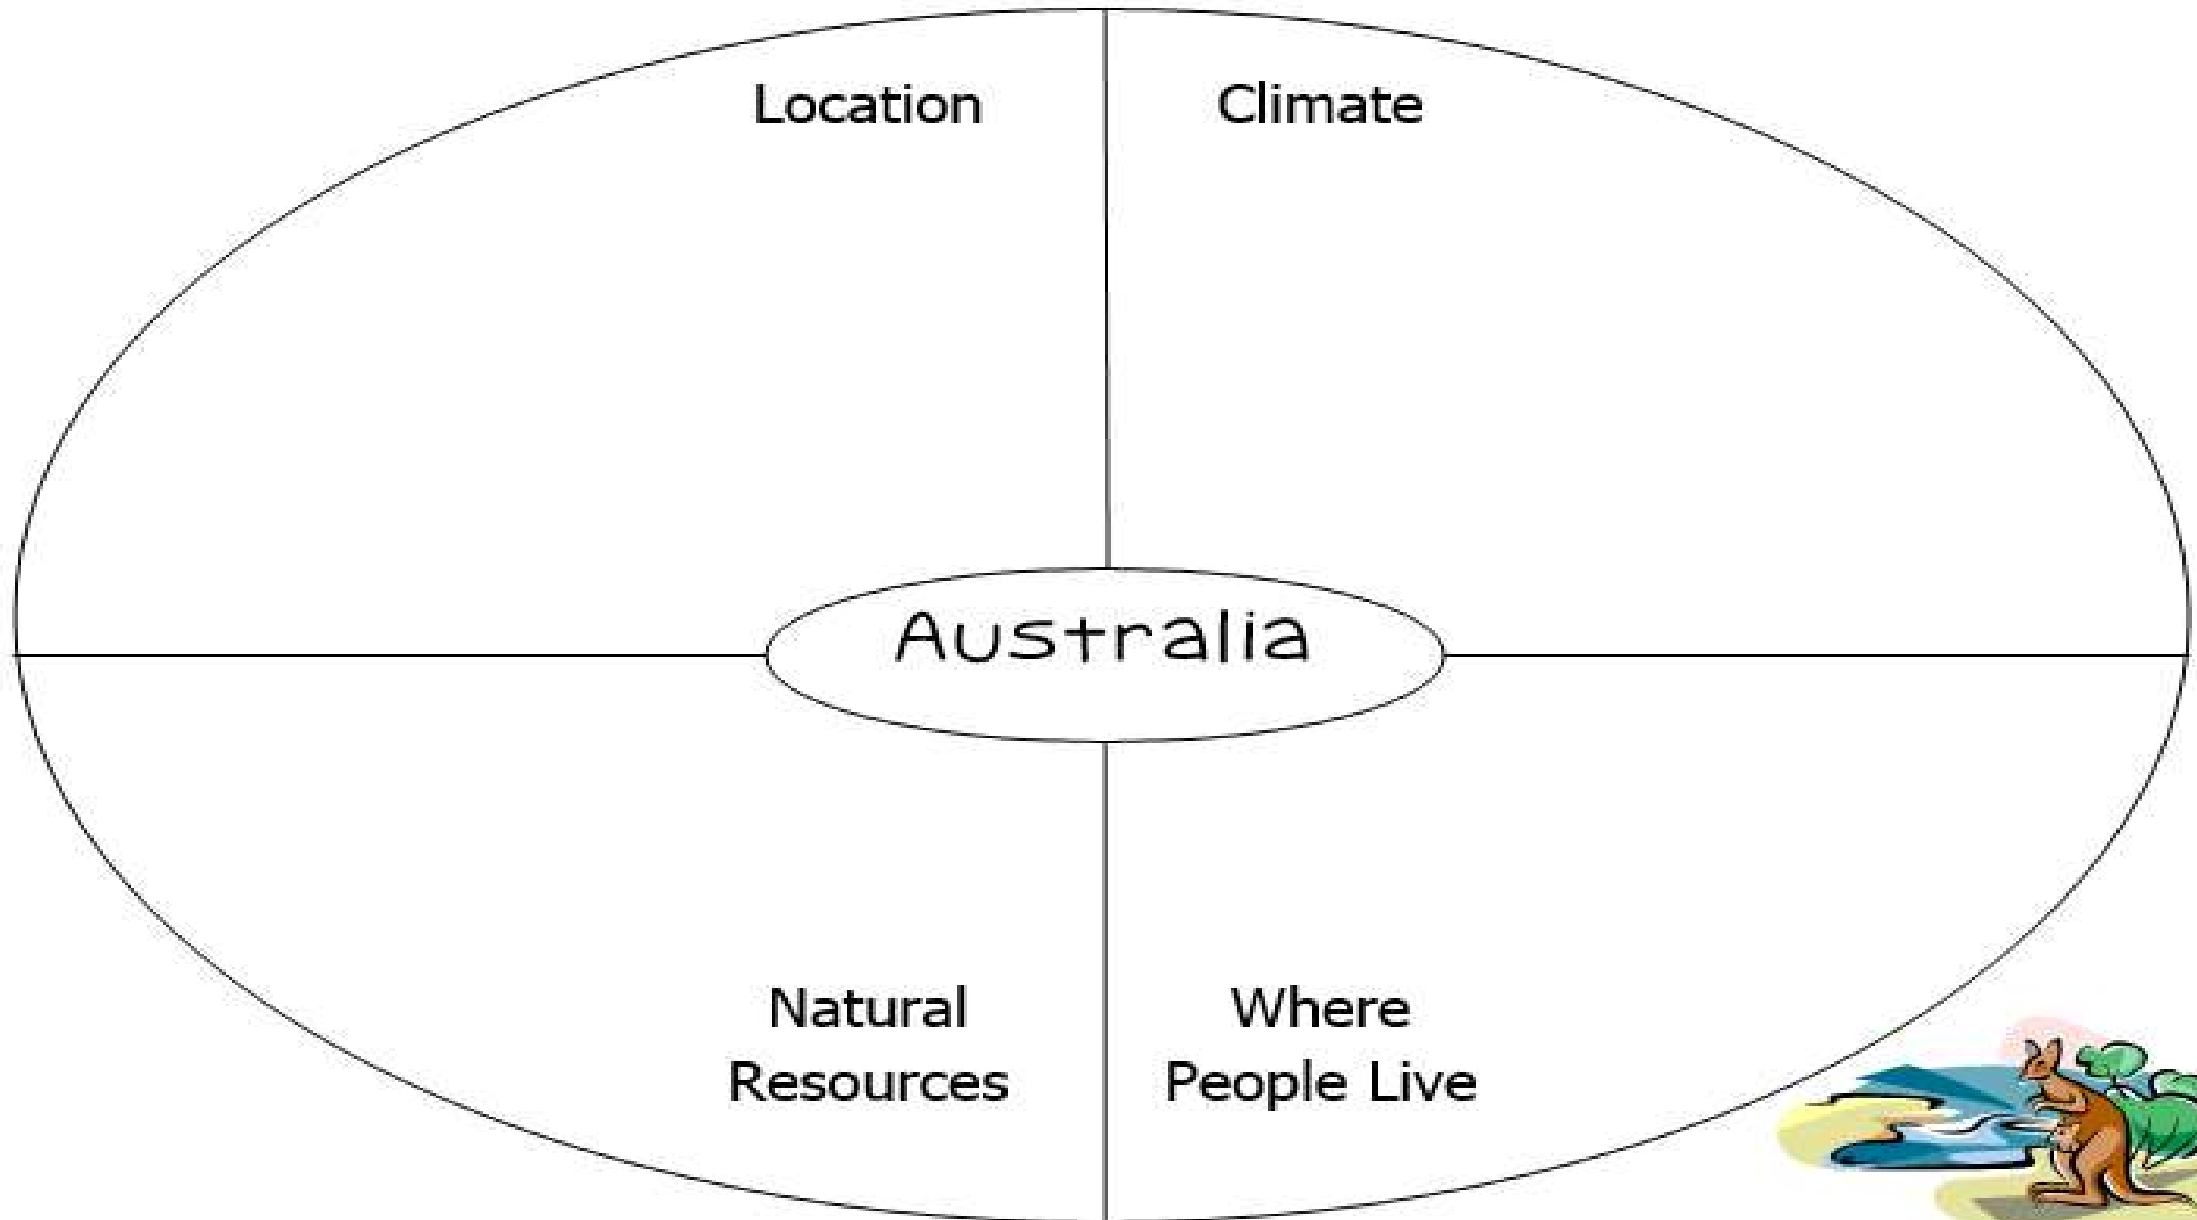 Location
Climate
Australia
Natural
Resources
Where
People Live